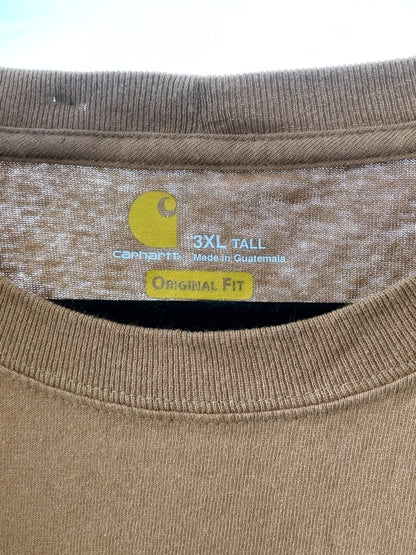 carhartt
3XL TALL
Made in Guatemala
ORIGINAL FIT